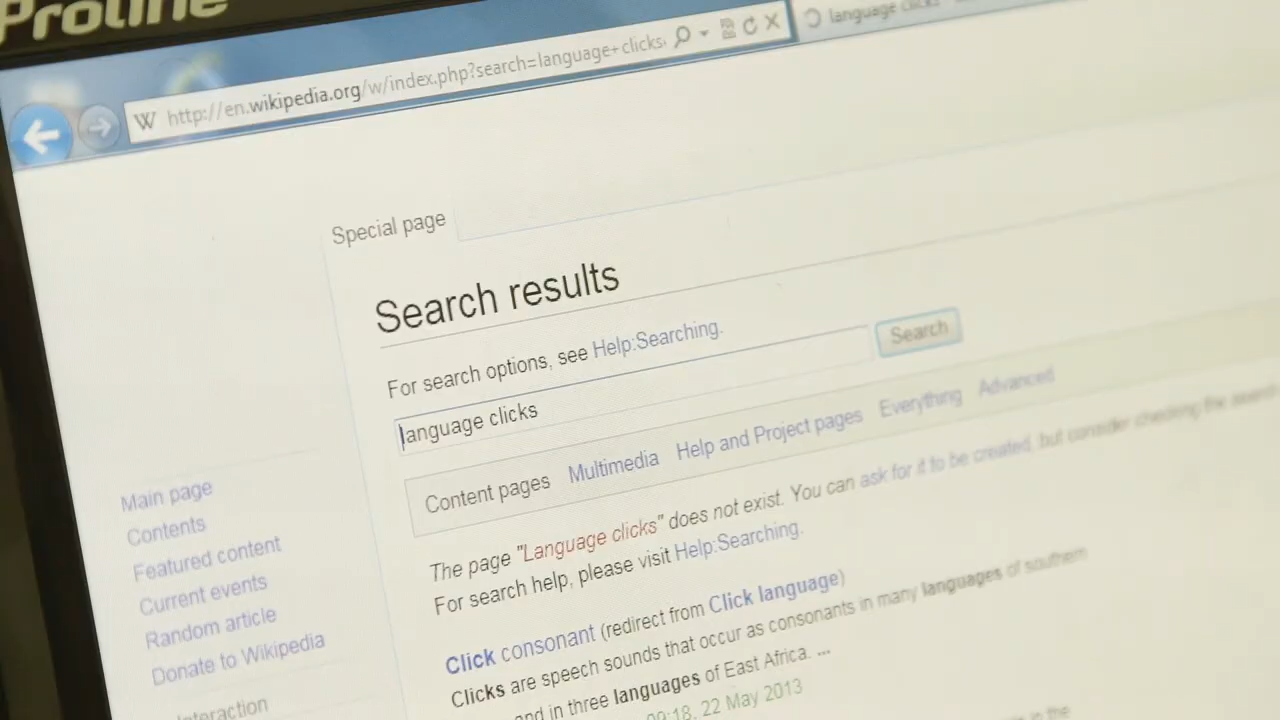 Proline
http://en.wikipedia.org/w/index.php?search=language+clicks
language clicks
Special page
Search results
For search options, see Help:Searching.
language clicks
Search
Content pages Multimedia Help and Project pages Everything Advanced
The page "Language clicks" does not exist. You can ask for it to be created, but consider checking the search
For search help, please visit Help:Searching.
Click consonant (redirect from Click language)
Clicks are speech sounds that occur as consonants in many languages of southern
and in three languages of East Africa. ...
09:18, 22 May 2013
in the
Main page
Contents
Featured content
Current events
Random article
Donate to Wikipedia
Interaction